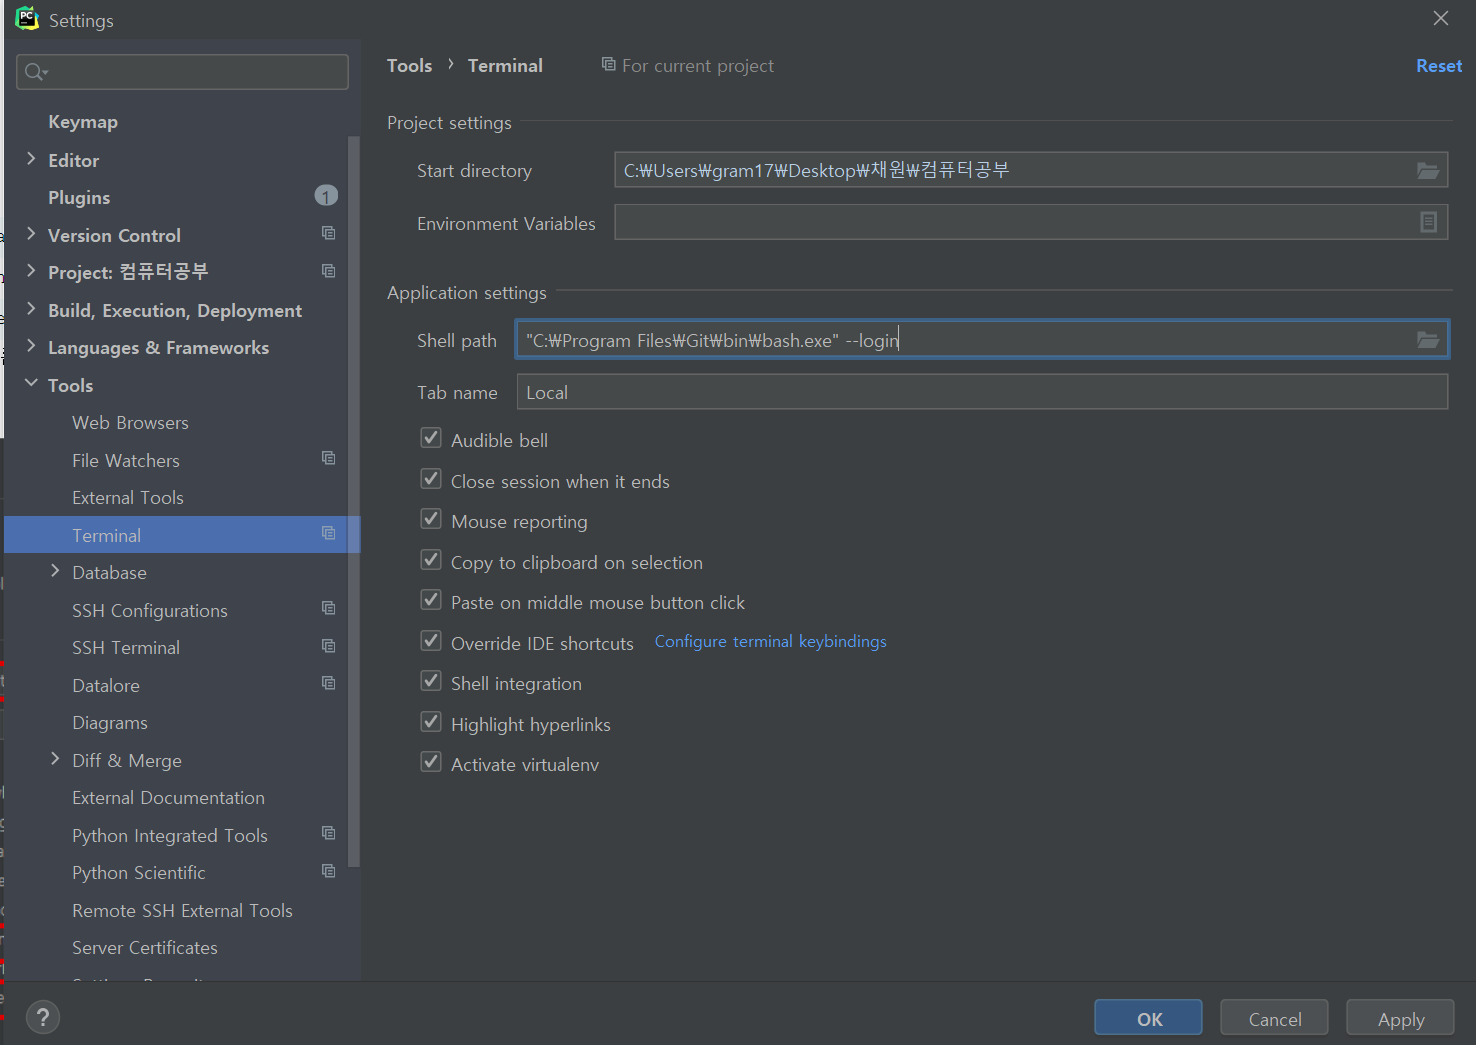 PC Settings
Tools › Terminal For current project Reset
Keymap
Editor
Plugins 1
Version Control
Project: 컴퓨터공부
Build, Execution, Deployment
Languages & Frameworks
Tools
Web Browsers
File Watchers
External Tools
Terminal
Database
SSH Configurations
SSH Terminal
Datalore
Diagrams
Diff & Merge
External Documentation
Python Integrated Tools
Python Scientific
Remote SSH External Tools
Server Certificates
Project settings
Start directory C:₩Users₩gram17₩Desktop₩채원₩컴퓨터공부
Environment Variables
Application settings
Shell path "C:₩Program Files₩Git₩bin₩bash.exe" --login
Tab name Local
Audible bell
Close session when it ends
Mouse reporting
Copy to clipboard on selection
Paste on middle mouse button click
Override IDE shortcuts Configure terminal keybindings
Shell integration
Highlight hyperlinks
Activate virtualenv
? OK Cancel Apply